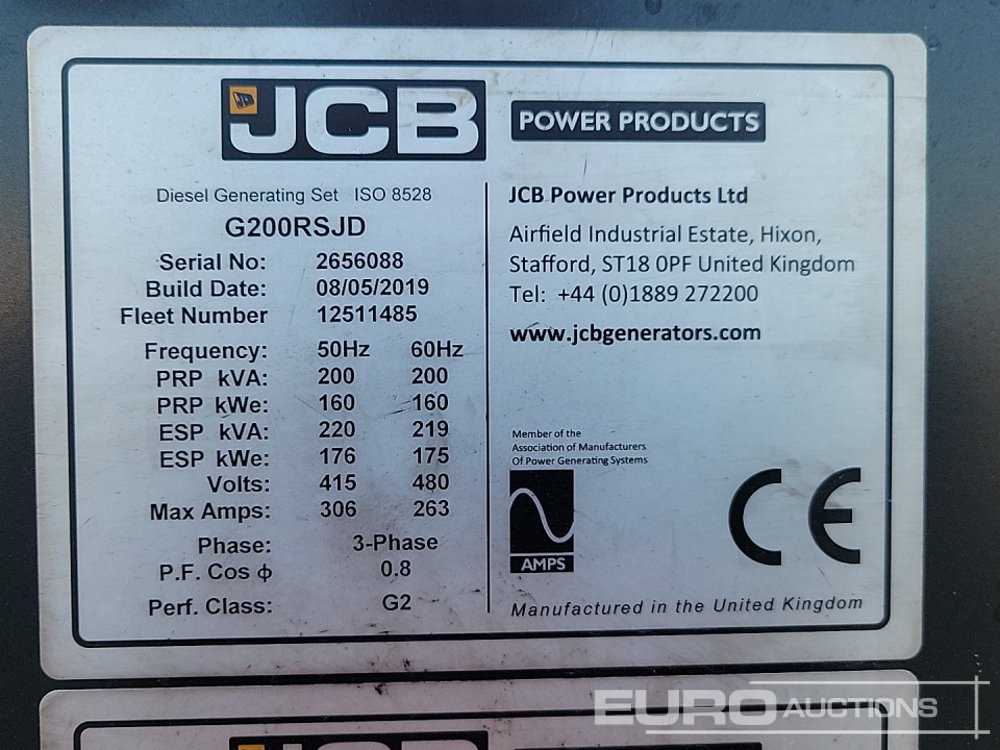 JCB POWER PRODUCTS
Diesel Generating Set ISO 8528
G200RSJD
Serial No: 2656088
Build Date: 08/05/2019
Fleet Number 12511485
Frequency: 50Hz 60Hz
PRP kVA: 200 200
PRP kWe: 160 160
ESP kVA: 220 219
ESP kWe: 176 175
Volts: 415 480
Max Amps: 306 263
Phase: 3-Phase
P.F. Cos ϕ 0.8
Perf. Class: G2
JCB Power Products Ltd
Airfield Industrial Estate, Hixon,
Stafford, ST18 0PF United Kingdom
Tel: +44 (0)1889 272200
www.jcbgenerators.com
Member of the
Association of Manufacturers
Of Power Generating Systems
AMPS
CE
Manufactured in the United Kingdom
JCB
EURO AUCTIONS